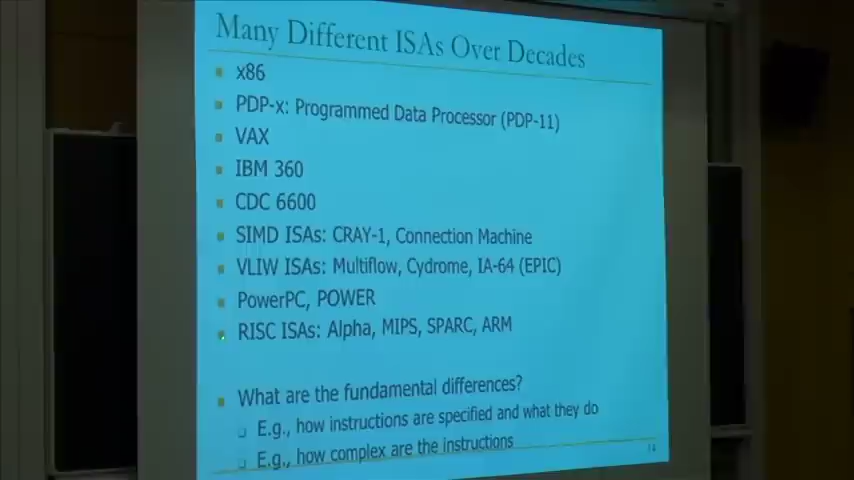 Many Different ISAs Over Decades
x86
PDP-x: Programmed Data Processor (PDP-11)
VAX
IBM 360
CDC 6600
SIMD ISAs: CRAY-1, Connection Machine
VLIW ISAs: Multiflow, Cydrome, IA-64 (EPIC)
PowerPC, POWER
RISC ISAs: Alpha, MIPS, SPARC, ARM
What are the fundamental differences?
E.g., how instructions are specified and what they do
E.g., how complex are the instructions